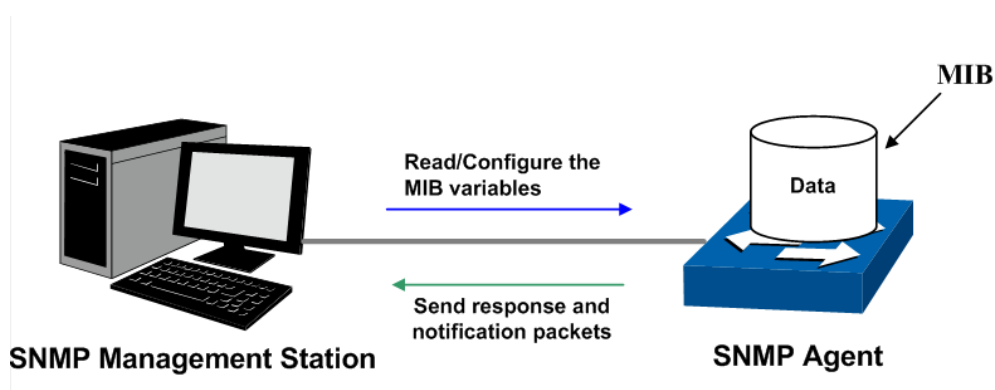 MIB
Read/Configure the
MIB variables
Data
Send response and
notification packets
SNMP Management Station
SNMP Agent